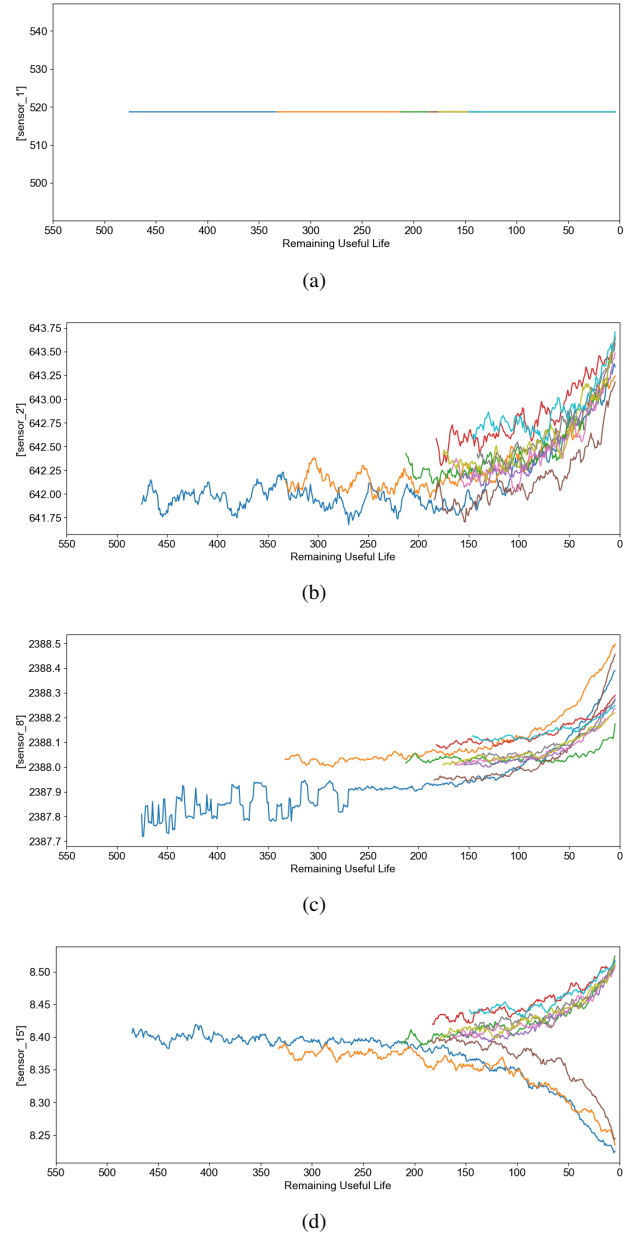 540
530
520
510
500
['sensor_1']
550 500 450 400 350 300 250 200 150 100 50 0
Remaining Useful Life
(a)
643.75
643.50
643.25
643.00
642.75
642.50
642.25
642.00
641.75
['sensor_2']
550 500 450 400 350 300 250 200 150 100 50 0
Remaining Useful Life
(b)
2388.5
2388.4
2388.3
2388.2
2388.1
2388.0
2387.9
2387.8
2387.7
['sensor_8']
550 500 450 400 350 300 250 200 150 100 50 0
Remaining Useful Life
(c)
8.50
8.45
8.40
8.35
8.30
8.25
['sensor_15']
550 500 450 400 350 300 250 200 150 100 50 0
Remaining Useful Life
(d)